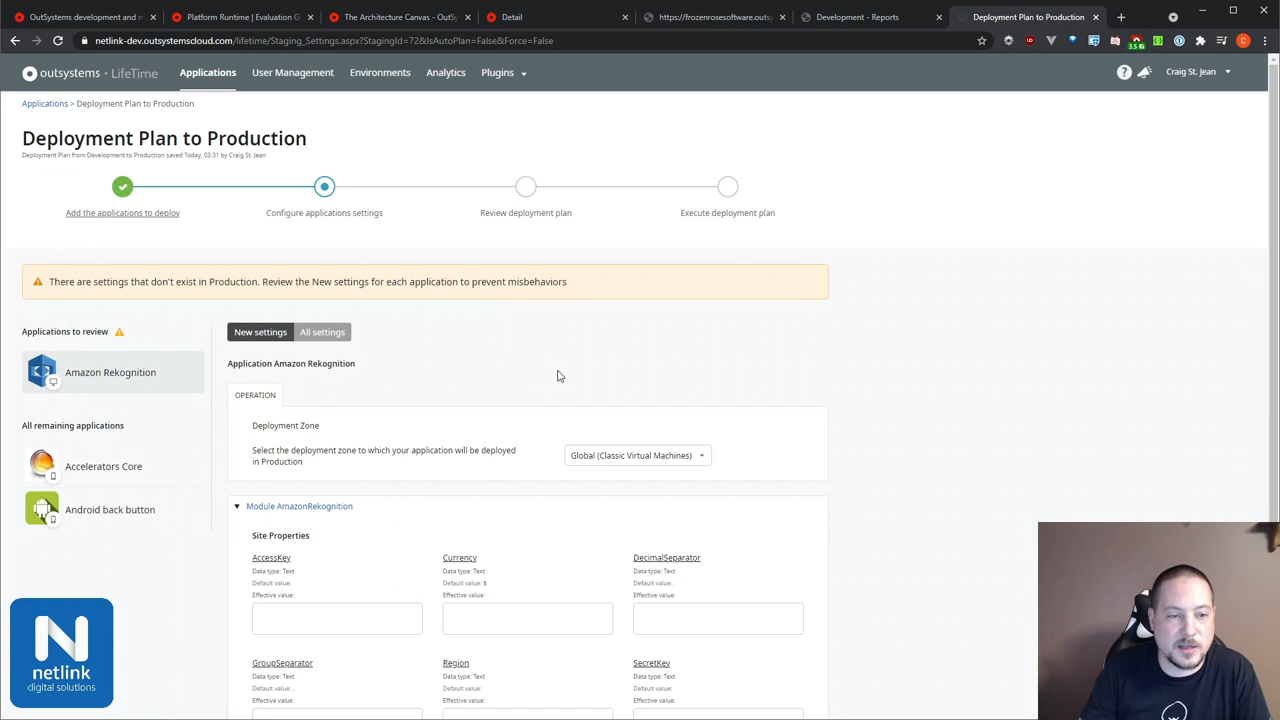 OutSystems development and m
Platform Runtime | Evaluation G
The Architecture Canvas - OutSy
Detail
https://frozenrosesoftware.outsy
Development - Reports
Deployment Plan to Production
netlink-dev.outsystemscloud.com/lifetime/Staging_Settings.aspx?StagingId=72&IsAutoPlan=False&Force=False
3.5 IG
C
outsystems • LifeTime
Applications
User Management
Environments
Analytics
Plugins
Craig St. Jean
Applications > Deployment Plan to Production
Deployment Plan to Production
Deployment Plan from Development to Production saved Today, 03:31 by Craig St. Jean
Add the applications to deploy
Configure applications settings
Review deployment plan
Execute deployment plan
There are settings that don't exist in Production. Review the New settings for each application to prevent misbehaviors
Applications to review
New settings
All settings
Amazon Rekognition
Application Amazon Rekognition
OPERATION
All remaining applications
Deployment Zone
Select the deployment zone to which your application will be deployed
in Production
Global (Classic Virtual Machines)
Accelerators Core
Android back button
Module AmazonRekognition
Site Properties
AccessKey
Currency
DecimalSeparator
Data type: Text
Data type: Text
Data type: Text
Default value:
Default value: $
Default value: .
Effective value:
Effective value:
Effective value:
GroupSeparator
Region
SecretKey
Data type: Text
Data type: Text
Data type: Text
Default value: ,
Default value:
Default value:
Effective value:
Effective value:
Effective value:
N
netlink
digital solutions